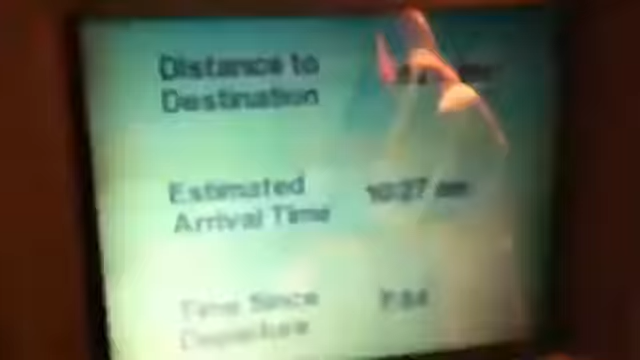 Distance to
Destination
Estimated 10:27 am
Arrival Time
Time Since
Departure